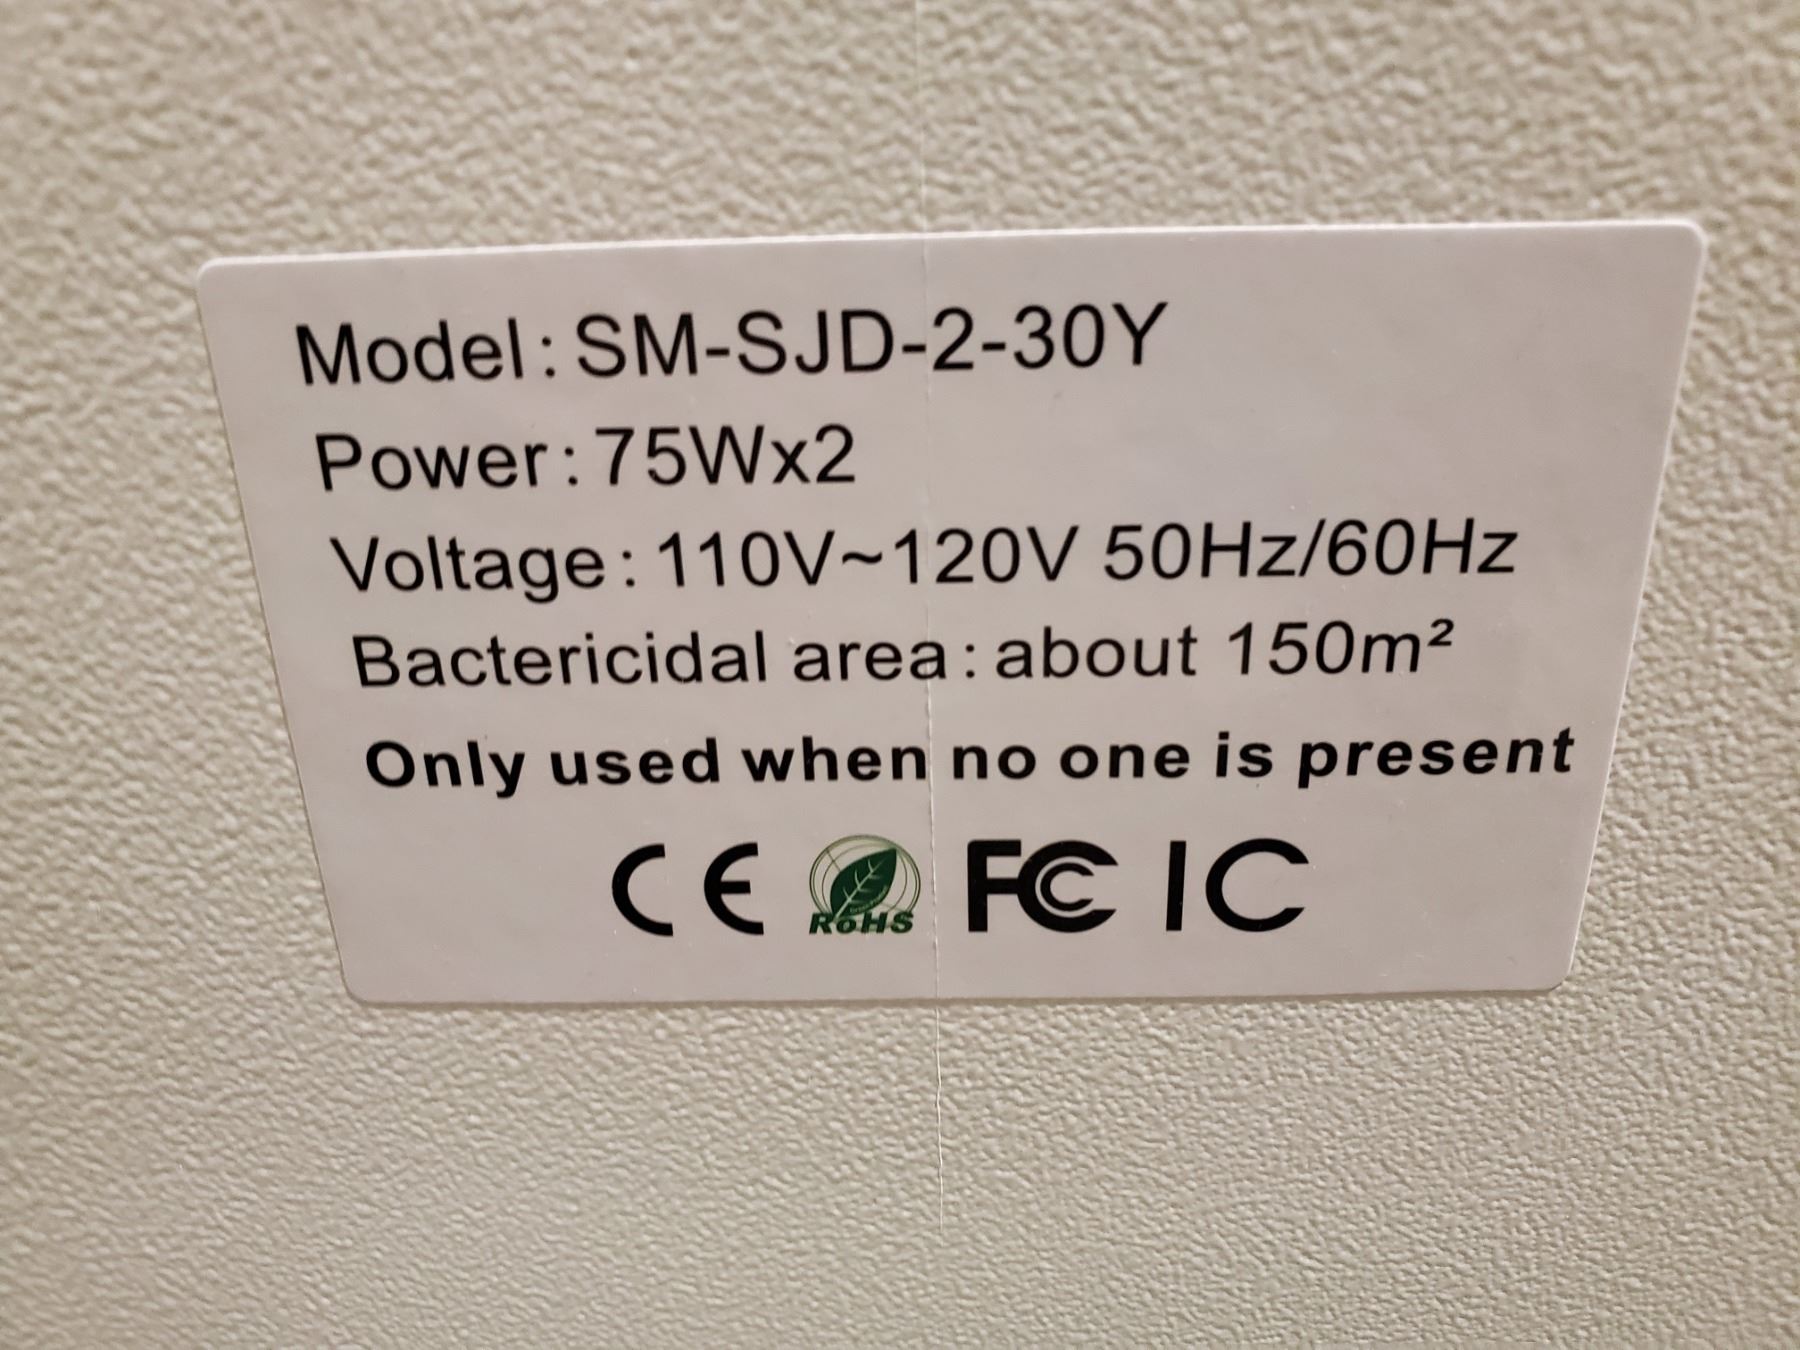 Model: SM-SJD-2-30Y
Power: 75Wx2
Voltage: 110V~120V 50Hz/60Hz
Bactericidal area: about 150m²
Only used when no one is present
CE RoHS FC IC